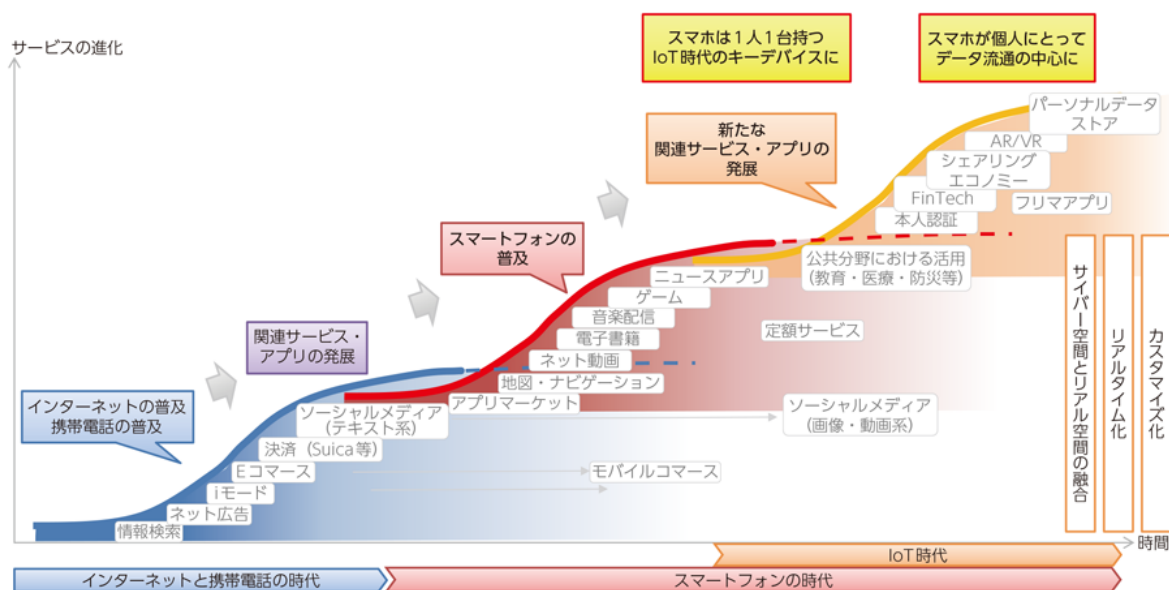 サービスの進化
スマホは1人1台持つ
IoT時代のキーデバイスに
スマホが個人にとって
データ流通の中心に
新たな
関連サービス・アプリの
発展
パーソナルデータ
ストア
AR/VR
シェアリング
エコノミー
FinTech
フリマアプリ
本人認証
スマートフォンの
普及
公共分野における活用
(教育・医療・防災等)
ニュースアプリ
ゲーム
音楽配信
定額サービス
電子書籍
ネット動画
地図・ナビゲーション
アプリマーケット
関連サービス・
アプリの発展
インターネットの普及
携帯電話の普及
ソーシャルメディア
(テキスト系)
ソーシャルメディア
(画像・動画系)
決済(Suica等)
Eコマース
モバイルコマース
iモード
ネット広告
情報検索
サイバー空間とリアル空間の融合
リアルタイム化
カスタマイズ化
時間
IoT時代
インターネットと携帯電話の時代
スマートフォンの時代